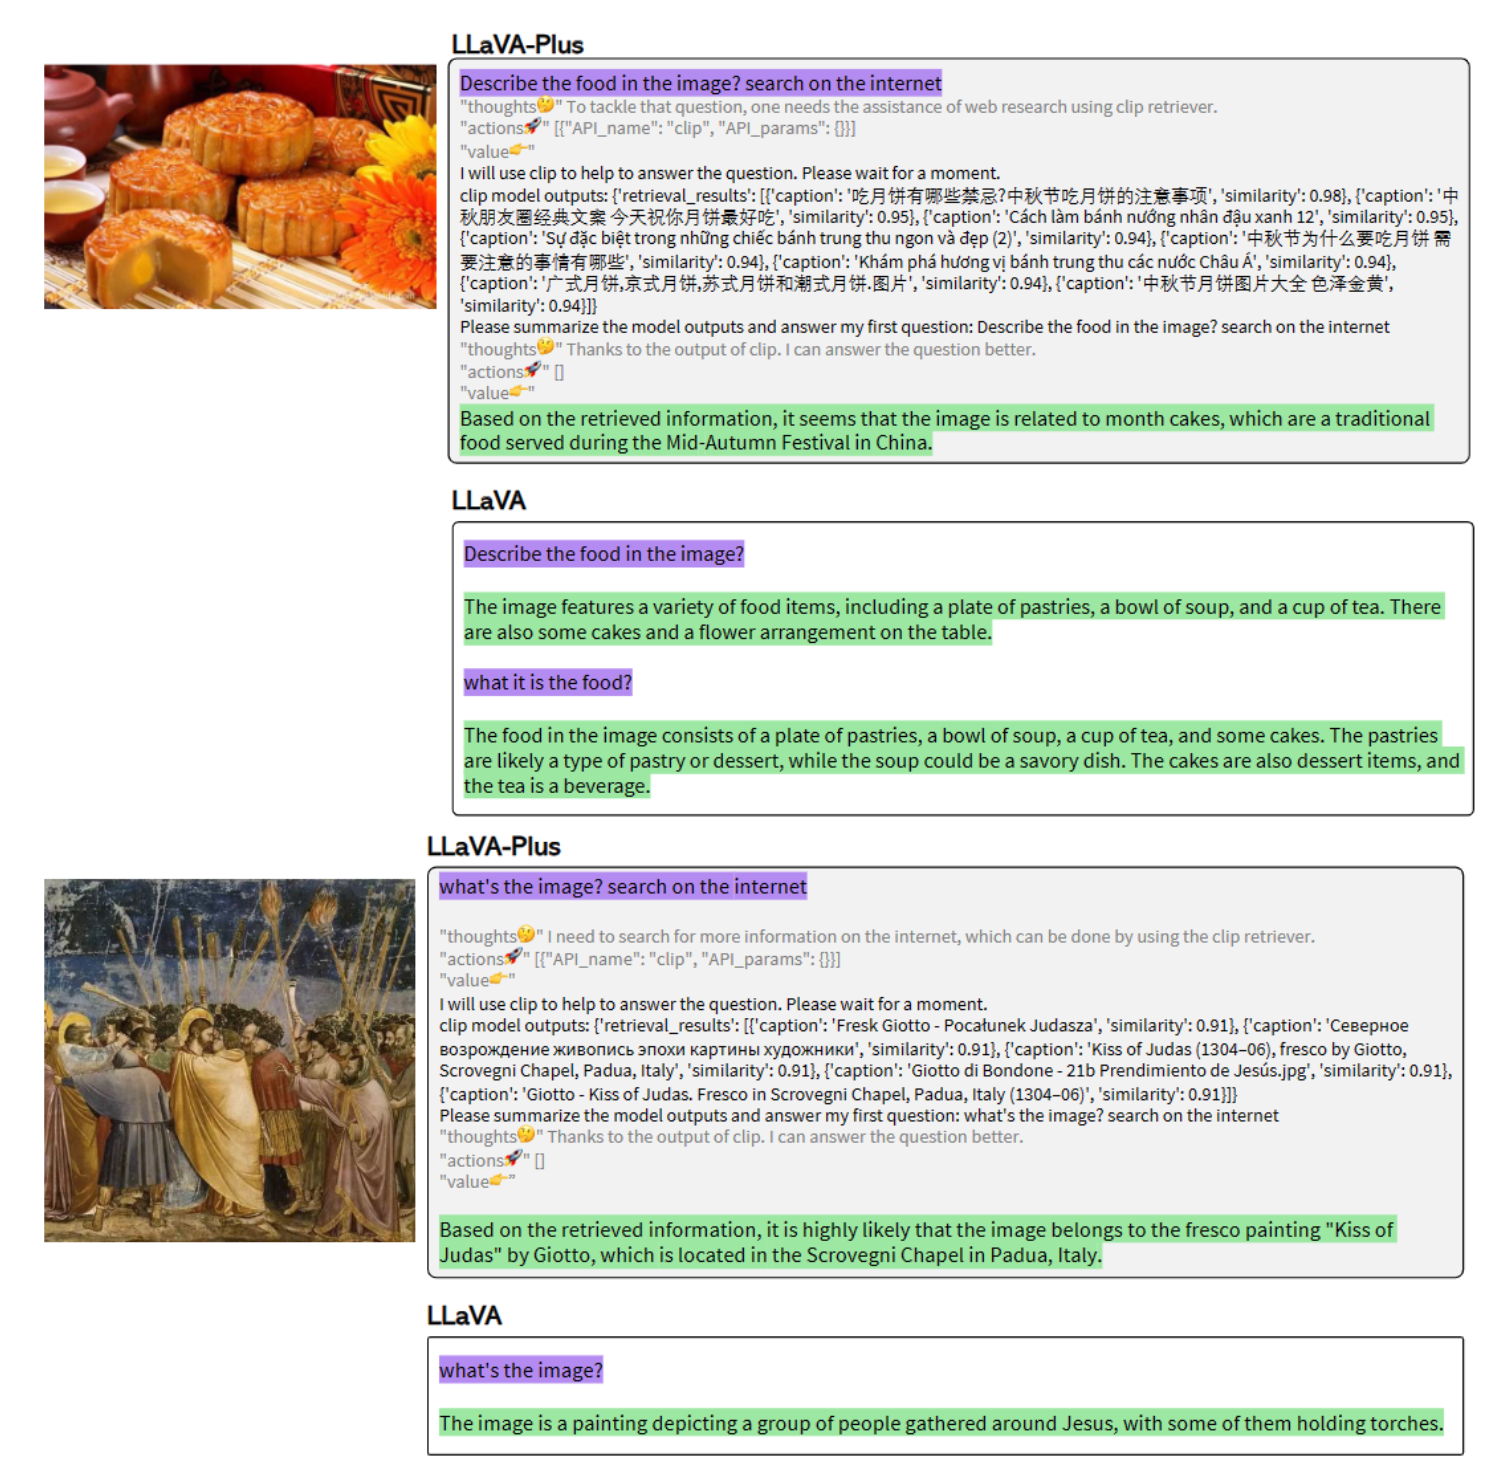 LLaVA-Plus
Describe the food in the image? search on the internet
"thoughts🤔" To tackle that question, one needs the assistance of web research using clip retriever.
"actions🚀" [{"API_name": "clip", "API_params": {}}]
"value👉"
I will use clip to help to answer the question. Please wait for a moment.
clip model outputs: {'retrieval_results': [{'caption': '吃月饼有哪些禁忌?中秋节吃月饼的注意事项', 'similarity': 0.98}, {'caption': '中
秋朋友圈经典文案 今天祝你月饼最好吃', 'similarity': 0.95}, {'caption': 'Cách làm bánh nướng nhân đậu xanh 12', 'similarity': 0.95},
{'caption': 'Sự đặc biệt trong những chiếc bánh trung thu ngon và đẹp (2)', 'similarity': 0.94}, {'caption': '中秋节为什么要吃月饼 需
要注意的事情有哪些', 'similarity': 0.94}, {'caption': 'Khám phá hương vị bánh trung thu các nước Châu Á', 'similarity': 0.94},
{'caption': '广式月饼,京式月饼,苏式月饼和潮式月饼.图片', 'similarity': 0.94}, {'caption': '中秋节月饼图片大全 色泽金黄',
'similarity': 0.94}]}
Please summarize the model outputs and answer my first question: Describe the food in the image? search on the internet
"thoughts🤔" Thanks to the output of clip. I can answer the question better.
"actions🚀" []
"value👉"
Based on the retrieved information, it seems that the image is related to month cakes, which are a traditional
food served during the Mid-Autumn Festival in China.
LLaVA
Describe the food in the image?
The image features a variety of food items, including a plate of pastries, a bowl of soup, and a cup of tea. There
are also some cakes and a flower arrangement on the table.
what it is the food?
The food in the image consists of a plate of pastries, a bowl of soup, a cup of tea, and some cakes. The pastries
are likely a type of pastry or dessert, while the soup could be a savory dish. The cakes are also dessert items, and
the tea is a beverage.
LLaVA-Plus
what's the image? search on the internet
"thoughts🤔" I need to search for more information on the internet, which can be done by using the clip retriever.
"actions🚀" [{"API_name": "clip", "API_params": {}}]
"value👉"
I will use clip to help to answer the question. Please wait for a moment.
clip model outputs: {'retrieval_results': [{'caption': 'Fresk Giotto - Pocałunek Judasza', 'similarity': 0.91}, {'caption': 'Северное
возрождение живопись эпохи картины художники', 'similarity': 0.91}, {'caption': 'Kiss of Judas (1304–06), fresco by Giotto,
Scrovegni Chapel, Padua, Italy', 'similarity': 0.91}, {'caption': 'Giotto di Bondone - 21b Prendimiento de Jesús.jpg', 'similarity': 0.91},
{'caption': 'Giotto - Kiss of Judas. Fresco in Scrovegni Chapel, Padua, Italy (1304–06)', 'similarity': 0.91}]}
Please summarize the model outputs and answer my first question: what's the image? search on the internet
"thoughts🤔" Thanks to the output of clip. I can answer the question better.
"actions🚀" []
"value👉"
Based on the retrieved information, it is highly likely that the image belongs to the fresco painting "Kiss of
Judas" by Giotto, which is located in the Scrovegni Chapel in Padua, Italy.
LLaVA
what's the image?
The image is a painting depicting a group of people gathered around Jesus, with some of them holding torches.